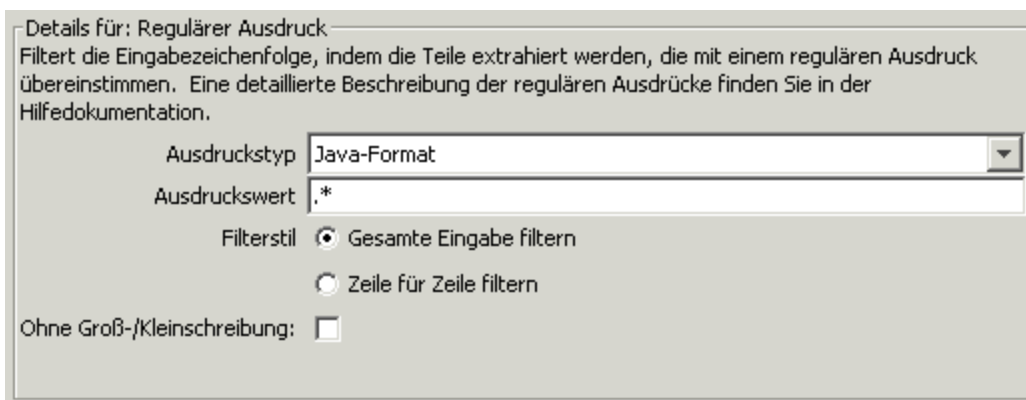 Details für: Regulärer Ausdruck
Filtert die Eingabezeichenfolge, indem die Teile extrahiert werden, die mit einem regulären Ausdruck
übereinstimmen.  Eine detaillierte Beschreibung der regulären Ausdrücke finden Sie in der
Hilfedokumentation.
Ausdruckstyp Java-Format
Ausdruckswert .*
Filterstil Gesamte Eingabe filtern
Zeile für Zeile filtern
Ohne Groß-/Kleinschreibung: